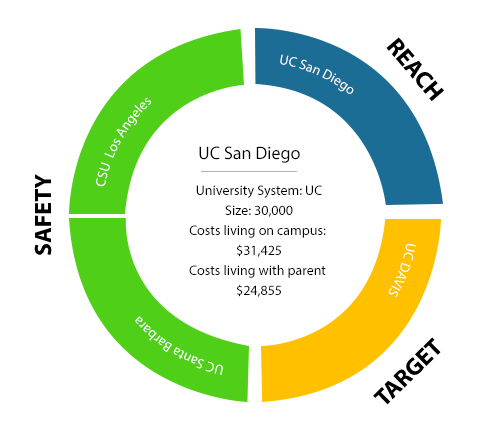 REACH
UC San Diego
CSU Los Angeles
SAFETY
UC San Diego
University System: UC
Size: 30,000
Costs living on campus:
$31,425
Costs living with parent
$24,855
UC DAVIS
UC Santa Barbara
TARGET